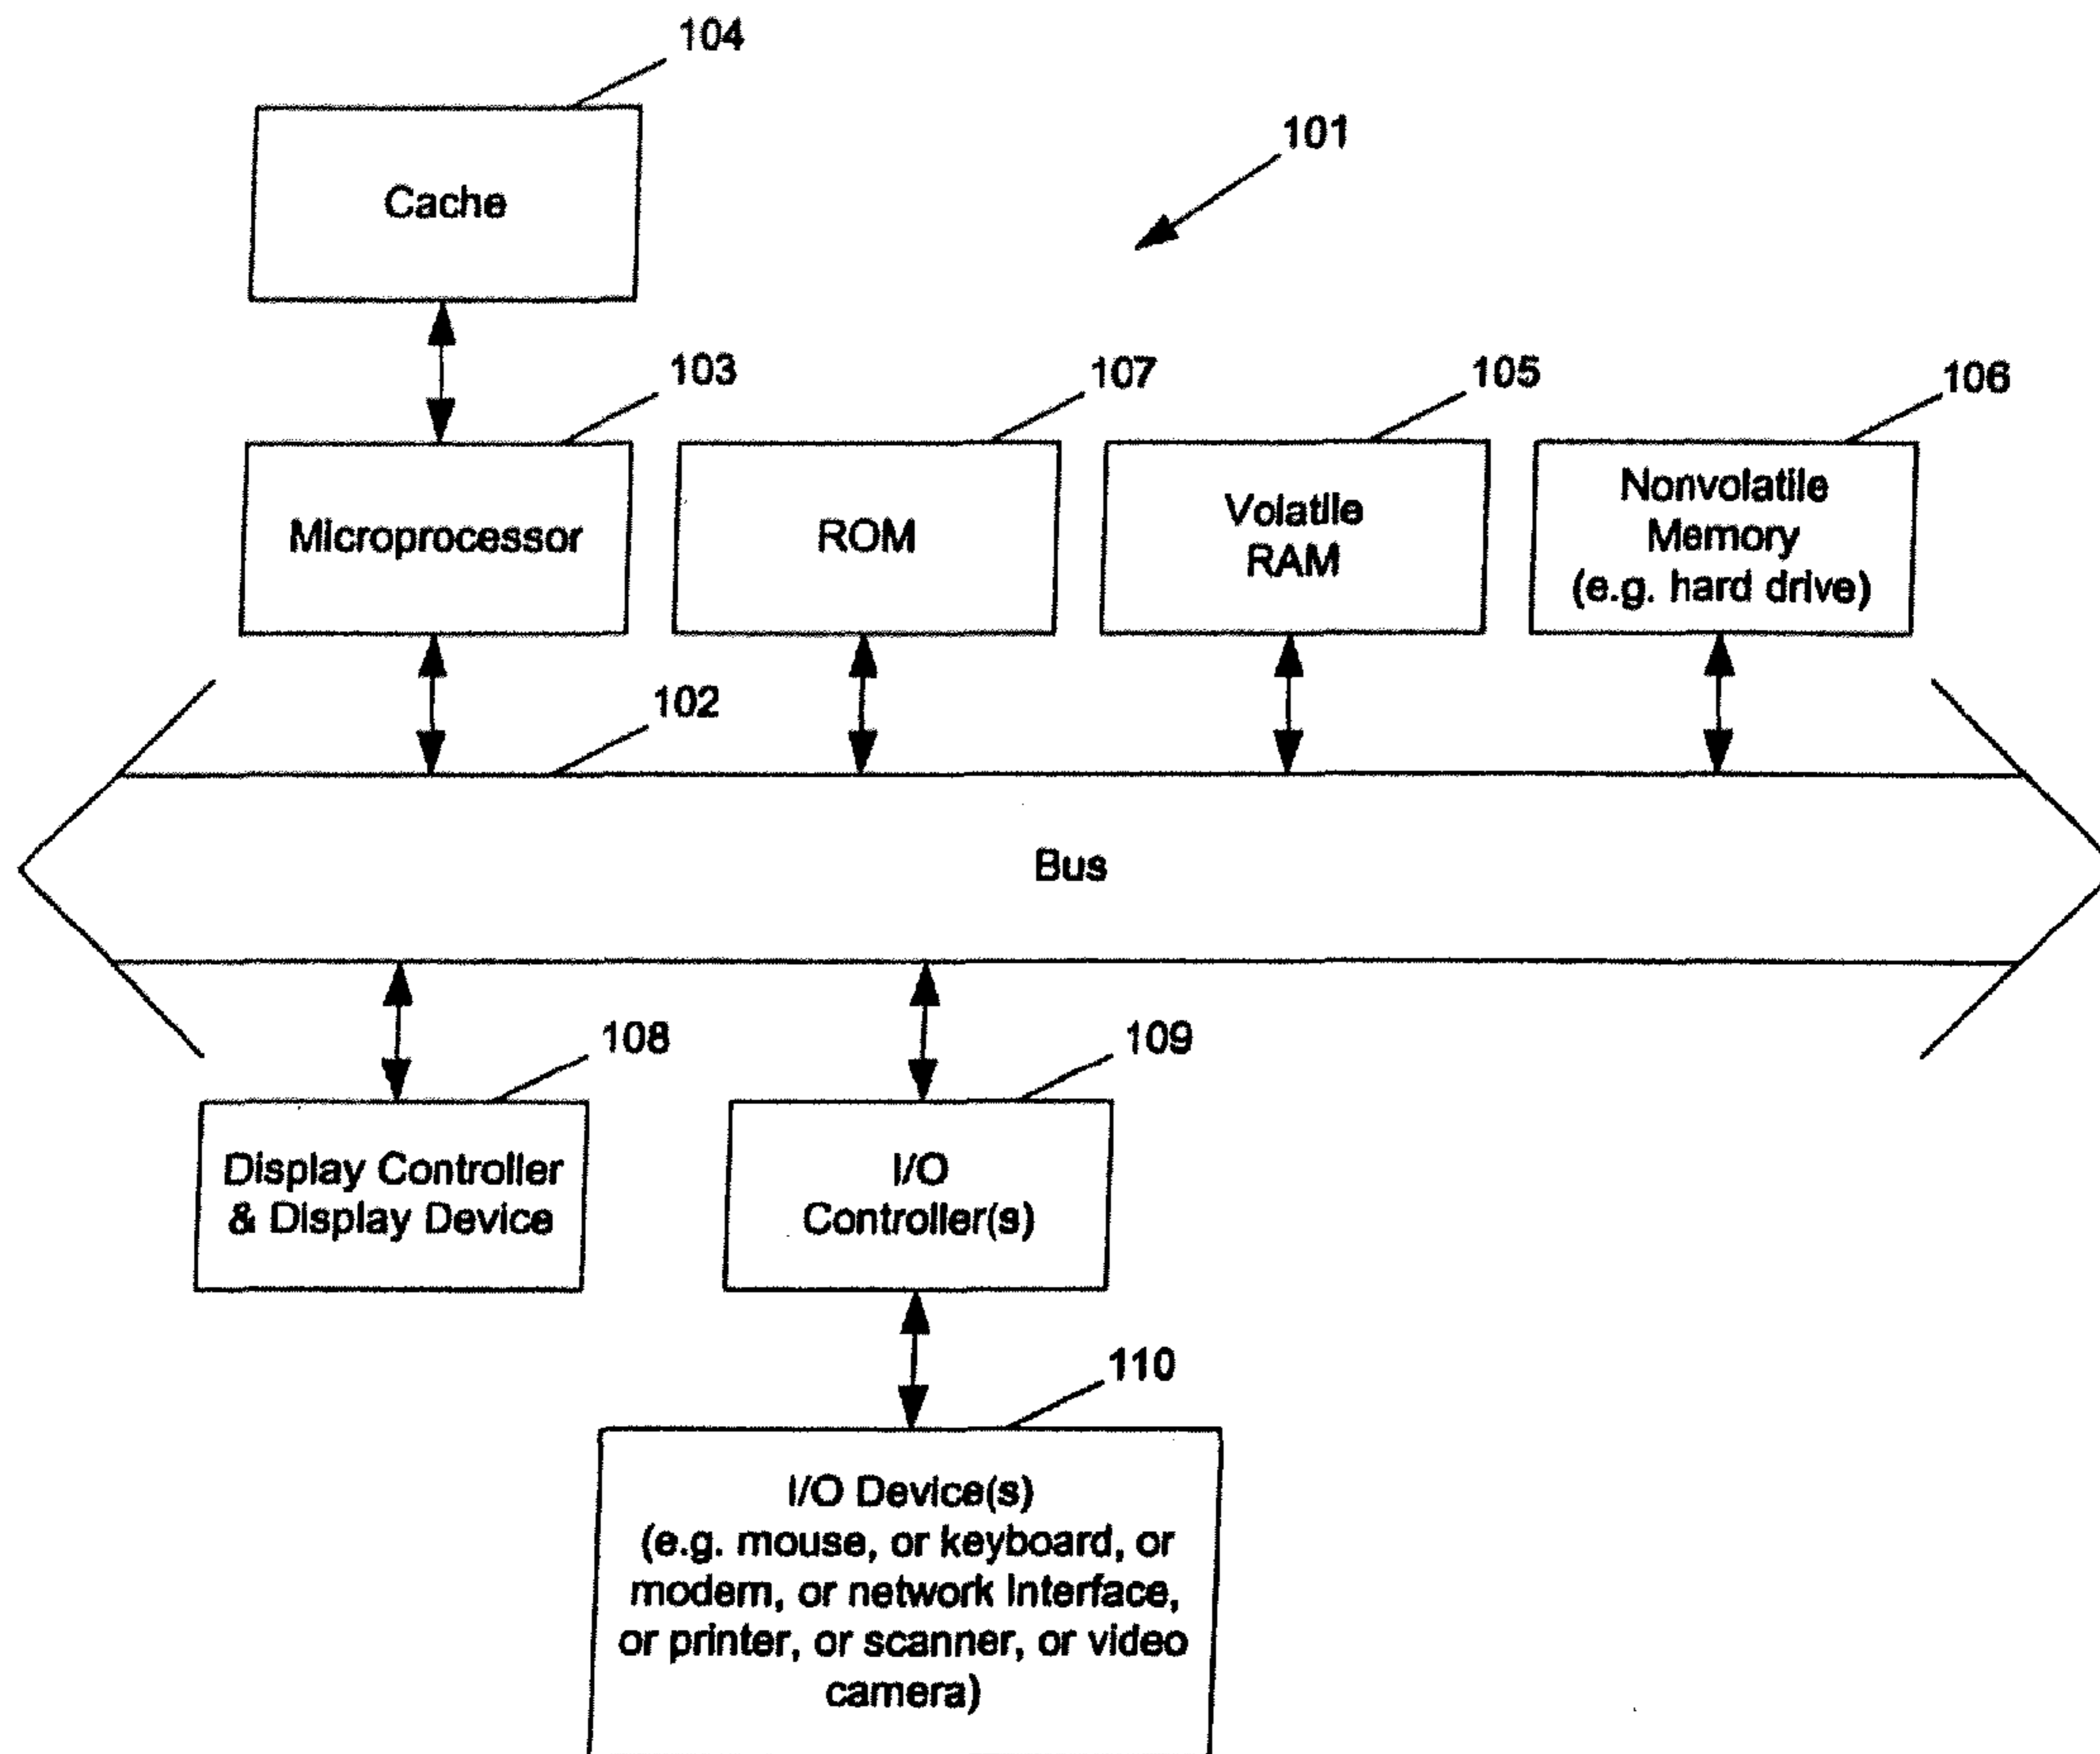 104
101
Cache
103
107
105
106
Microprocessor
ROM
Volatile
RAM
Nonvolatile
Memory
(e.g. hard drive)
102
Bus
108
109
Display Controller
& Display Device
I/O
Controller(s)
110
I/O Device(s)
(e.g. mouse, or keyboard, or
modem, or network Interface,
or printer, or scanner, or video
camera)